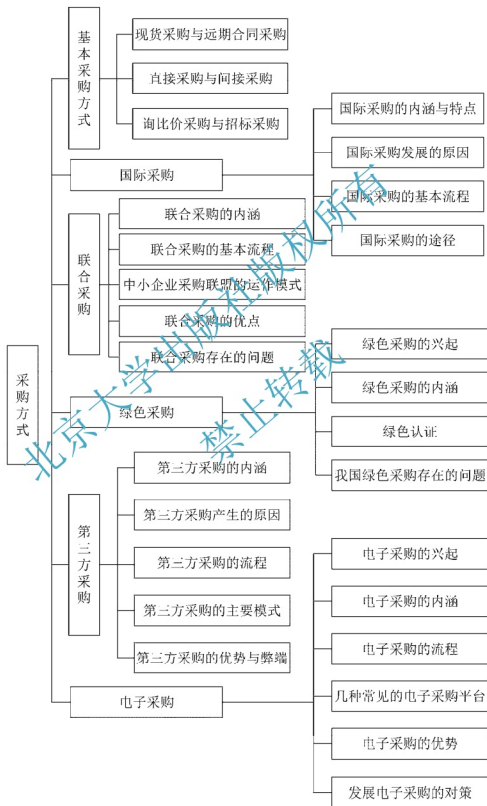 采购方式
基本采购方式
现货采购与远期合同采购
直接采购与间接采购
询比价采购与招标采购
国际采购
国际采购的内涵与特点
国际采购发展的原因
国际采购的基本流程
国际采购的途径
联合采购
联合采购的内涵
联合采购的基本流程
中小企业采购联盟的运作模式
联合采购的优点
联合采购存在的问题
绿色采购
绿色采购的兴起
绿色采购的内涵
绿色认证
我国绿色采购存在的问题
第三方采购
第三方采购的内涵
第三方采购产生的原因
第三方采购的流程
第三方采购的主要模式
第三方采购的优势与弊端
电子采购
电子采购的兴起
电子采购的内涵
电子采购的流程
几种常见的电子采购平台
电子采购的优势
发展电子采购的对策
北京大学出版社版权所有
禁止转载